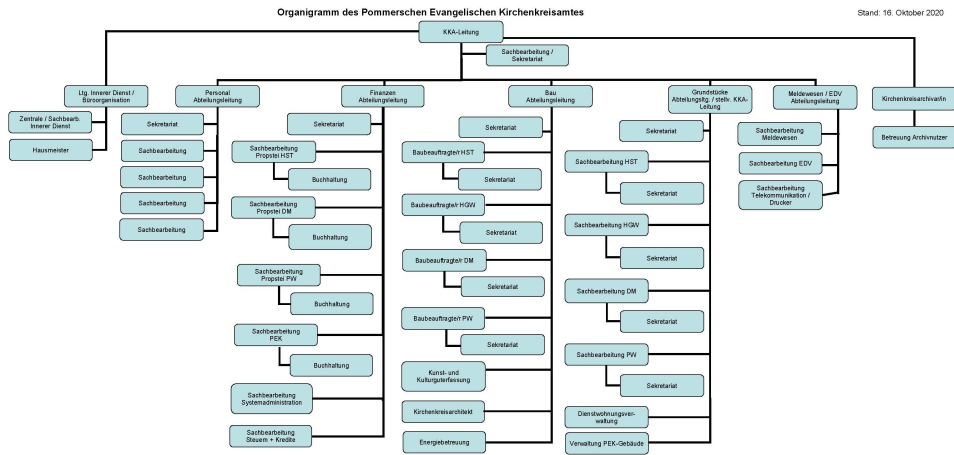 Organigramm des Pommerschen Evangelischen Kirchenkreisamtes
Stand: 16. Oktober 2020
KKA-Leitung
Sachbearbeitung /
Sekretariat
Ltg. Innerer Dienst /
Büroorganisation
Zentrale / Sachbearb.
Innerer Dienst
Hausmeister
Personal
Abteilungsleitung
Sekretariat
Sachbearbeitung
Sachbearbeitung
Sachbearbeitung
Sachbearbeitung
Finanzen
Abteilungsleitung
Sekretariat
Sachbearbeitung
Propstei HST
Buchhaltung
Sachbearbeitung
Propstei DM
Buchhaltung
Sachbearbeitung
Propstei PW
Buchhaltung
Sachbearbeitung
PEK
Buchhaltung
Sachbearbeitung
Systemadministration
Sachbearbeitung
Steuern + Kredite
Bau
Abteilungsleitung
Sekretariat
Baubeauftragte/r HST
Sekretariat
Baubeauftragte/r HGW
Sekretariat
Baubeauftragte/r DM
Sekretariat
Baubeauftragte/r PW
Sekretariat
Kunst- und
Kulturguterfassung
Kirchenkreisarchitekt
Energiebetreuung
Grundstücke
Abteilungsltg. / stellv. KKA-
Leitung
Sekretariat
Sachbearbeitung HST
Sekretariat
Sachbearbeitung HGW
Sekretariat
Sachbearbeitung DM
Sekretariat
Sachbearbeitung PW
Sekretariat
Dienstwohnungsver-
waltung
Verwaltung PEK-Gebäude
Meldewesen / EDV
Abteilungsleitung
Sachbearbeitung
Meldewesen
Sachbearbeitung EDV
Sachbearbeitung
Telekommunikation /
Drucker
Kirchenkreisarchivar/in
Betreuung Archivnutzer